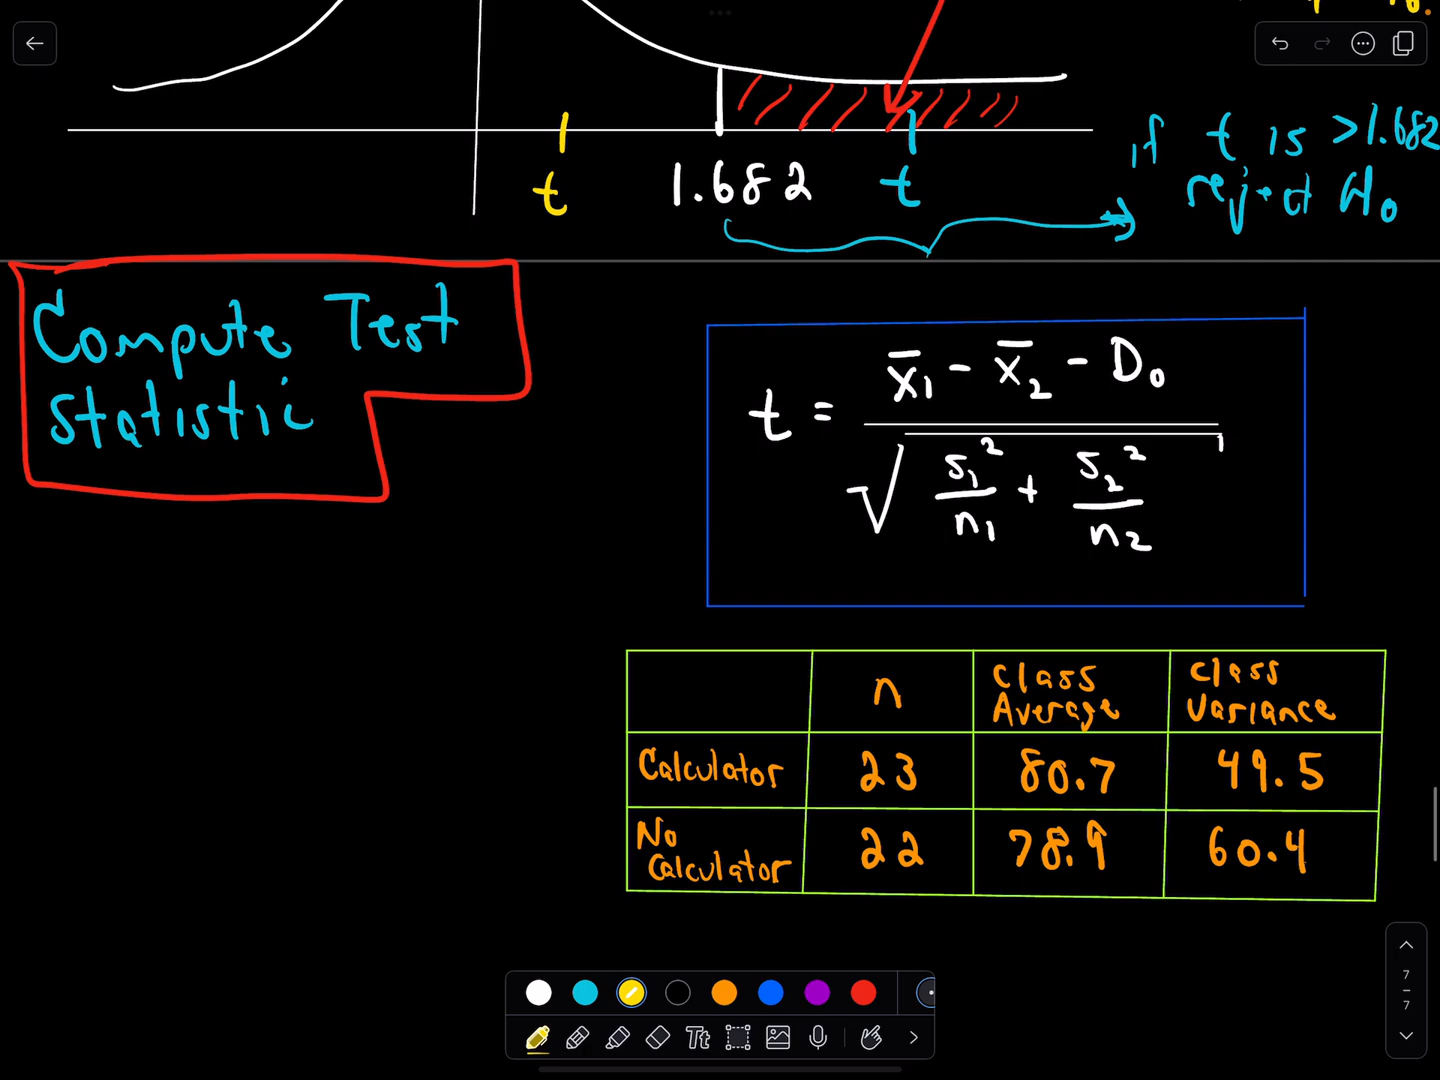 t
1.682
t
if t is >1.682
reject H₀
Compute Test
Statistic
t = x̄₁ - x̄₂ - D₀
√ s₁²/n₁ + s₂²/n₂
n
Class Average
Class Variance
Calculator 23 80.7 49.5
No Calculator 22 78.9 60.4
7
-
7
Tt